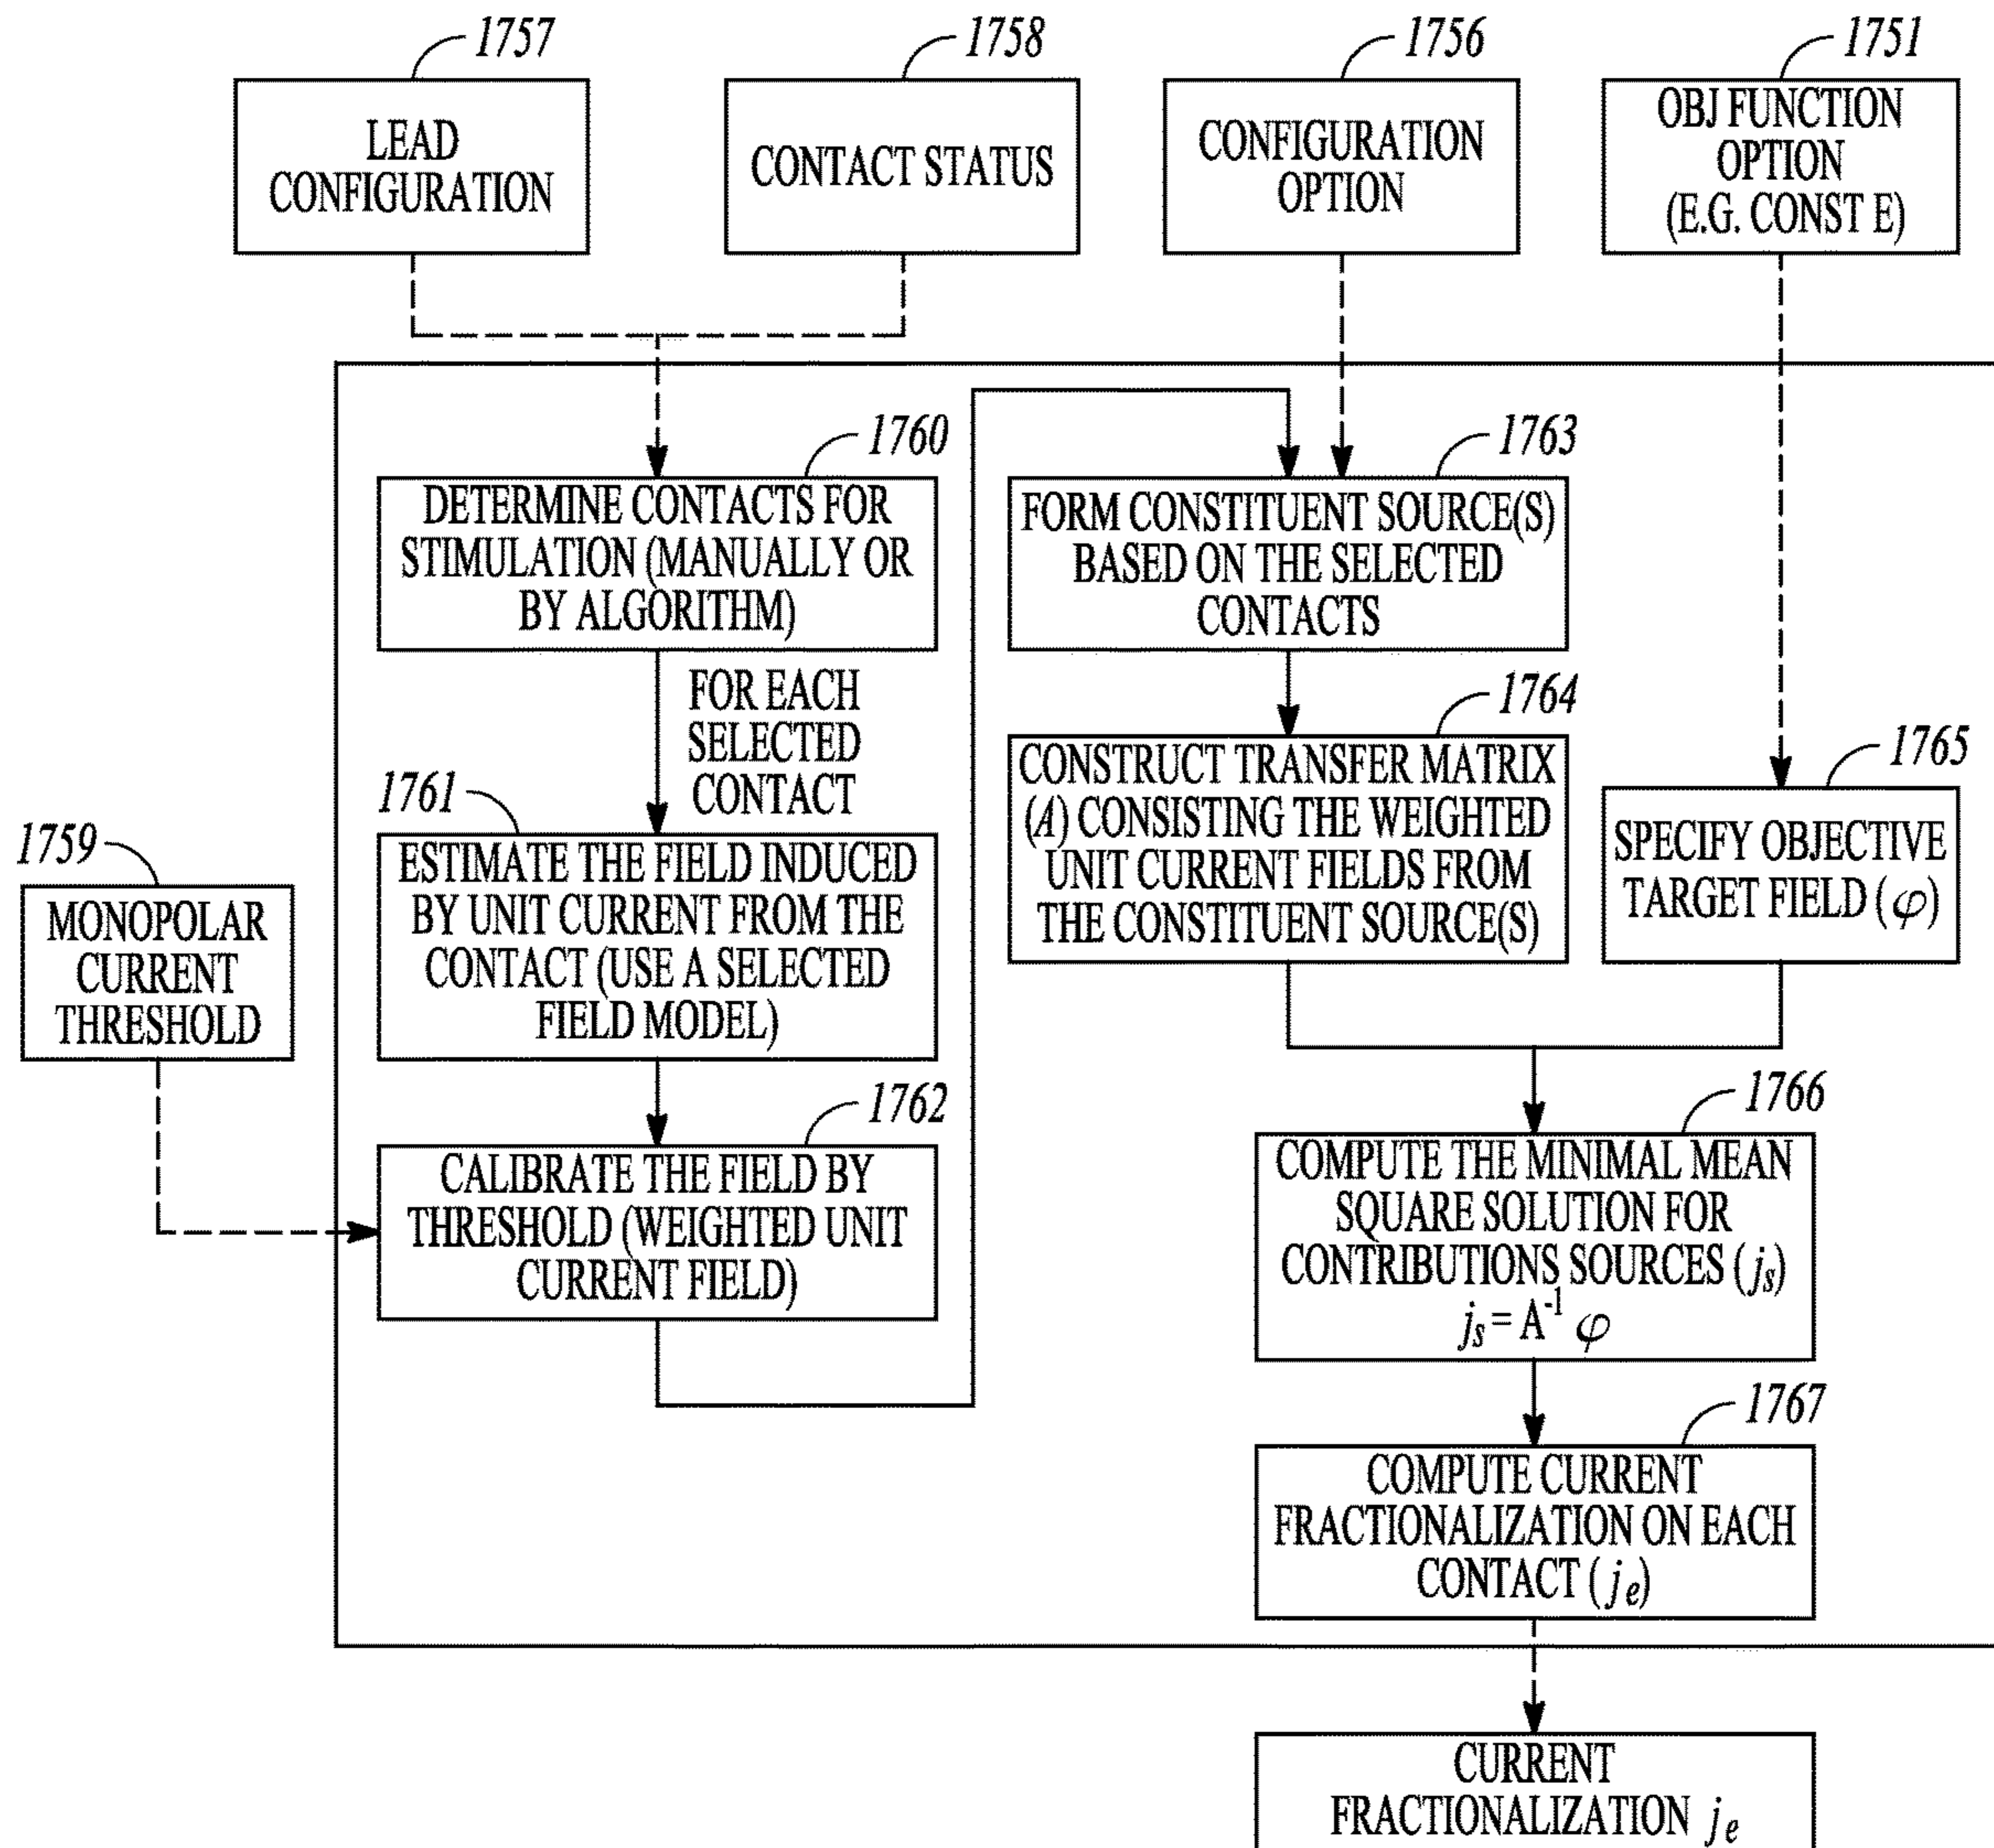 1757
LEAD
CONFIGURATION
1758
CONTACT STATUS
1756
CONFIGURATION
OPTION
1751
OBJ FUNCTION
OPTION
(E.G. CONST E)
1760
DETERMINE CONTACTS FOR
STIMULATION (MANUALLY OR
BY ALGORITHM)
FOR EACH
SELECTED
CONTACT
1761
ESTIMATE THE FIELD INDUCED
BY UNIT CURRENT FROM THE
CONTACT (USE A SELECTED
FIELD MODEL)
1759
MONOPOLAR
CURRENT
THRESHOLD
1762
CALIBRATE THE FIELD BY
THRESHOLD (WEIGHTED UNIT
CURRENT FIELD)
1763
FORM CONSTITUENT SOURCE(S)
BASED ON THE SELECTED
CONTACTS
1764
CONSTRUCT TRANSFER MATRIX
(A) CONSISTING THE WEIGHTED
UNIT CURRENT FIELDS FROM
THE CONSTITUENT SOURCE(S)
1765
SPECIFY OBJECTIVE
TARGET FIELD (φ)
1766
COMPUTE THE MINIMAL MEAN
SQUARE SOLUTION FOR
CONTRIBUTIONS SOURCES (jₛ)
jₛ = A⁻¹ φ
1767
COMPUTE CURRENT
FRACTIONALIZATION ON EACH
CONTACT (jₑ)
CURRENT
FRACTIONALIZATION jₑ